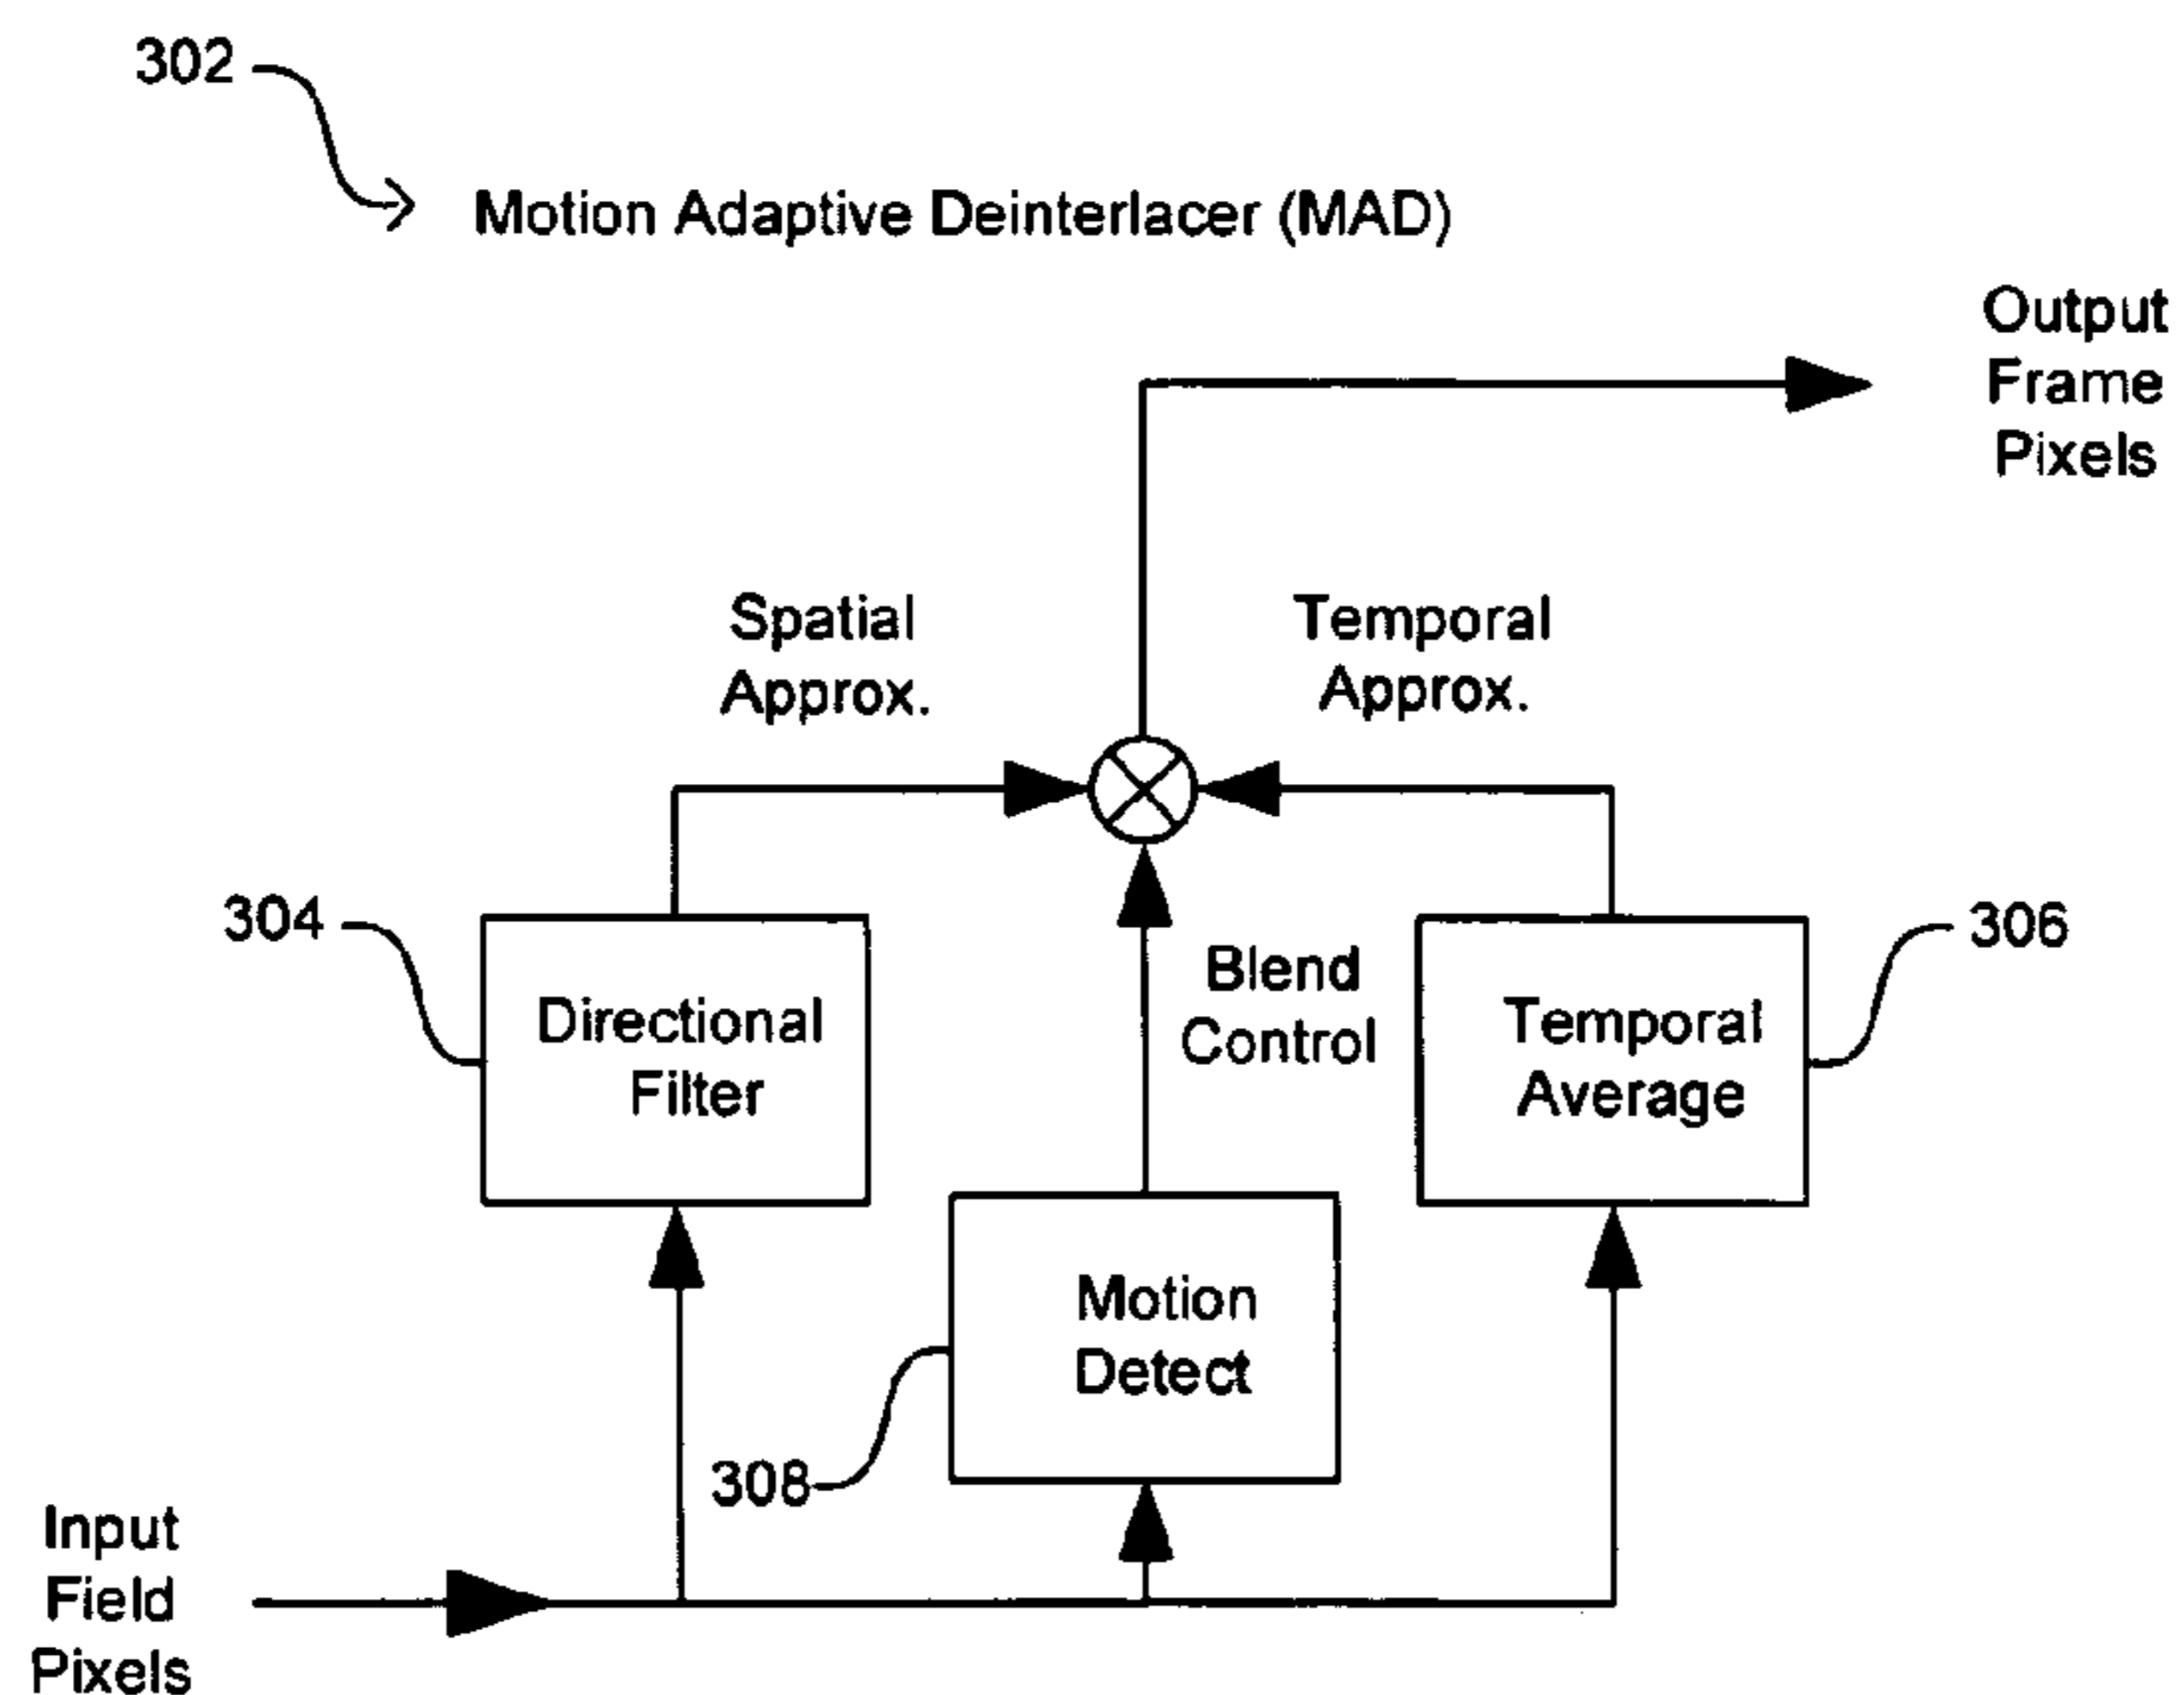 302
Motion Adaptive Deinterlacer (MAD)
Output
Frame
Pixels
Spatial
Approx.
Temporal
Approx.
304
Directional
Filter
Blend
Control
Temporal
Average
306
Motion
Detect
308
Input
Field
Pixels